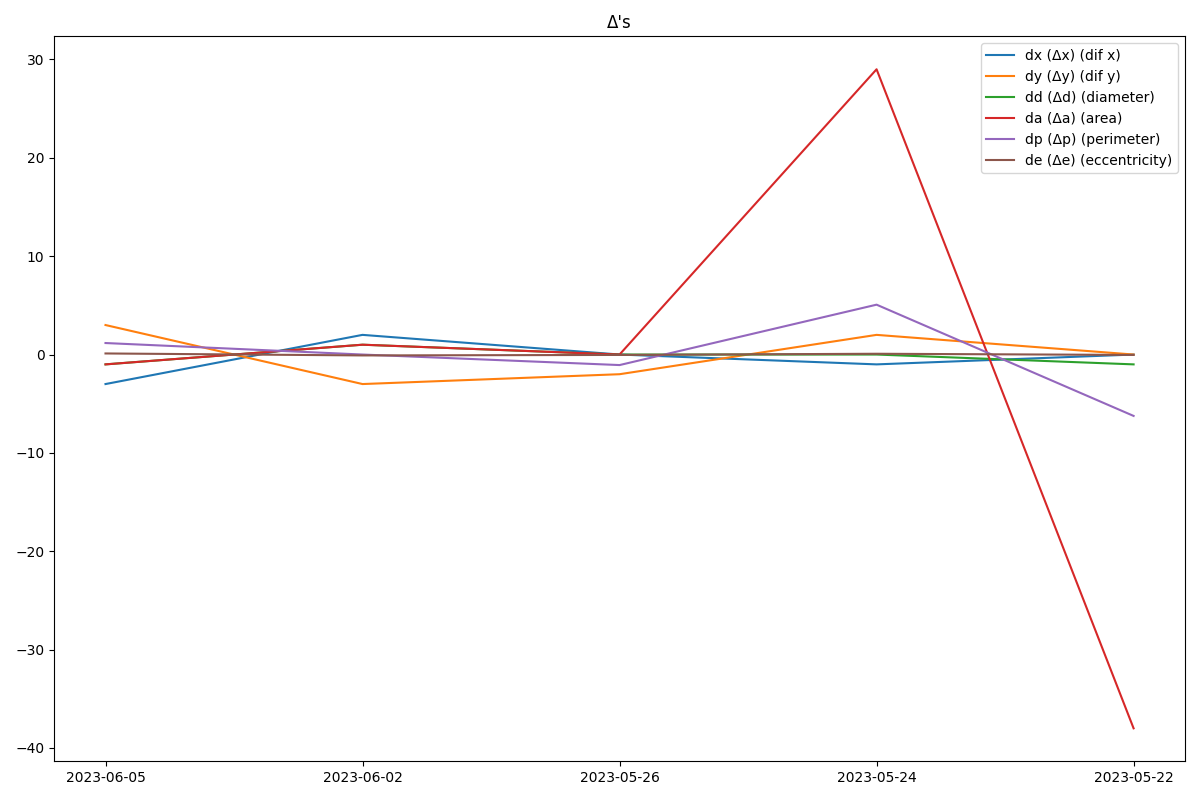 Δ's
dx (Δx) (dif x)
dy (Δy) (dif y)
dd (Δd) (diameter)
da (Δa) (area)
dp (Δp) (perimeter)
de (Δe) (eccentricity)
30
20
10
0
−10
−20
−30
−40
2023-06-05 2023-06-02 2023-05-26 2023-05-24 2023-05-22